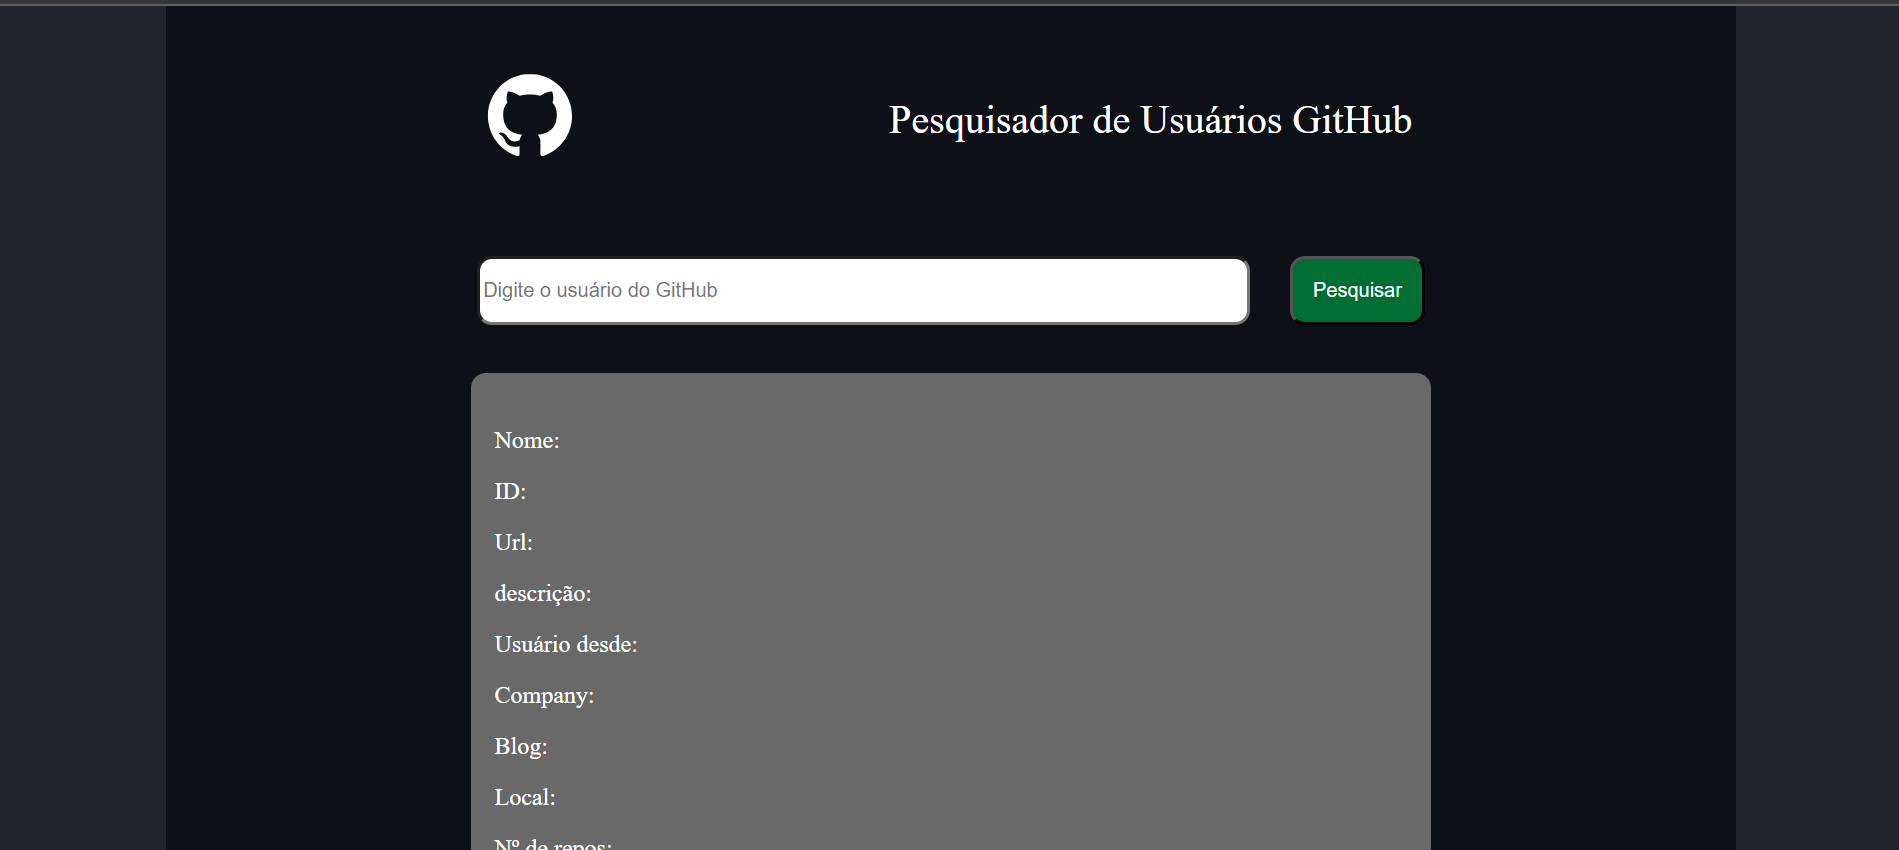 Pesquisador de Usuários GitHub
Digite o usuário do GitHub
Pesquisar
Nome:
ID:
Url:
descrição:
Usuário desde:
Company:
Blog:
Local:
Nº de repos: